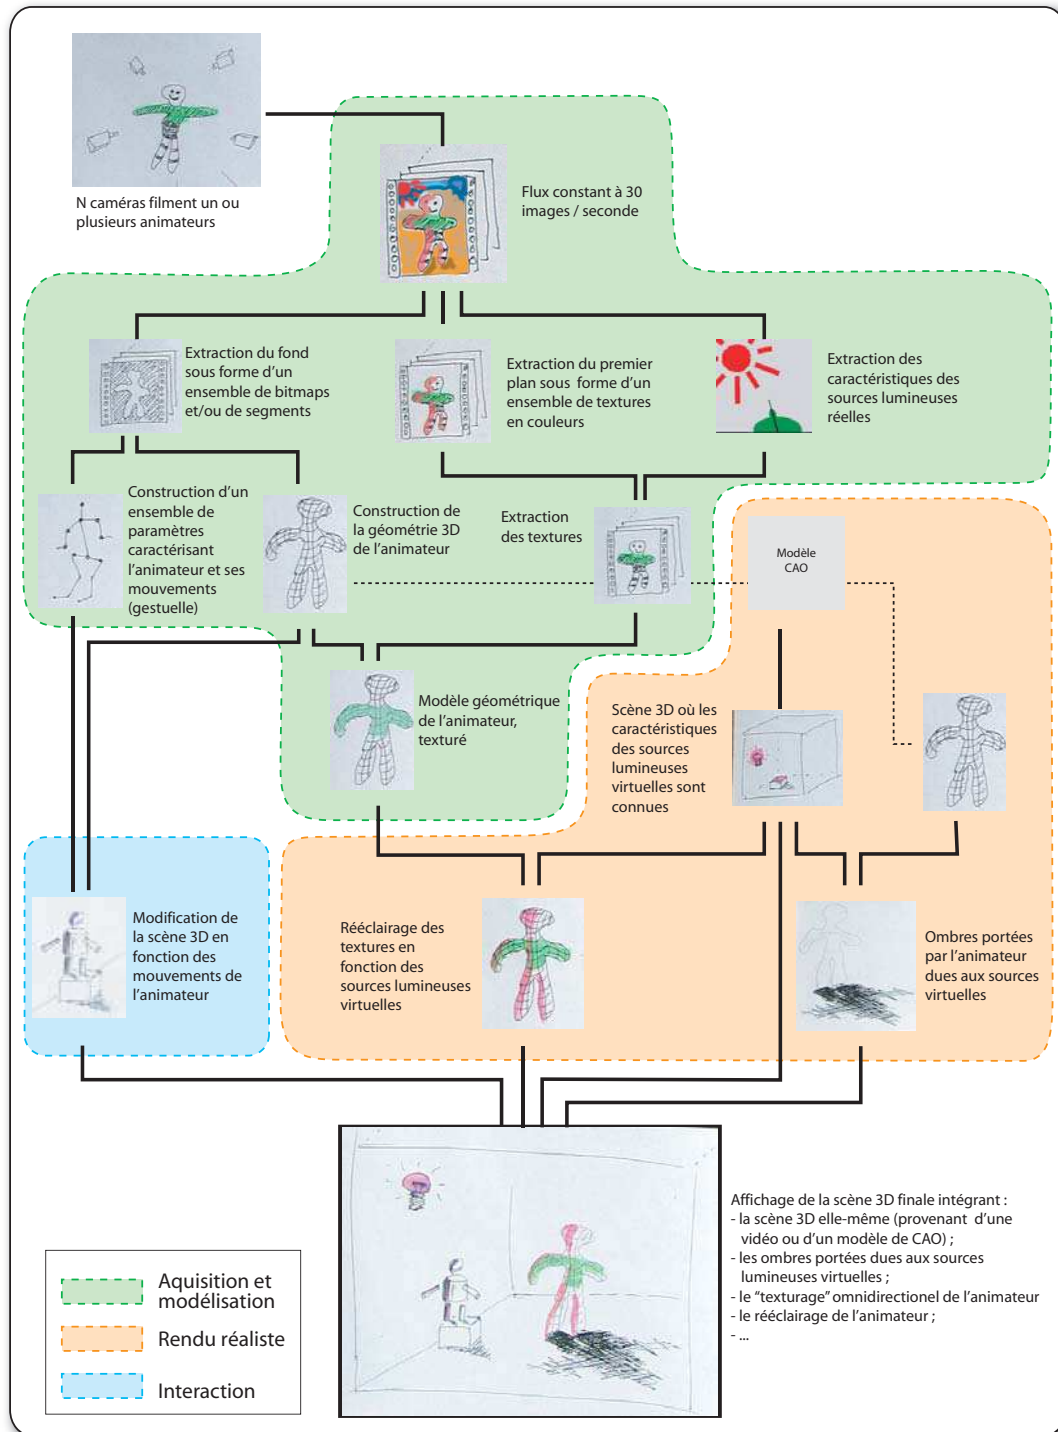 N caméras filment un ou
plusieurs animateurs
Flux constant à 30
images / seconde
Extraction du fond
sous forme d'un
ensemble de bitmaps
et/ou de segments
Extraction du premier
plan sous forme d'un
ensemble de textures
en couleurs
Extraction des
caractéristiques des
sources lumineuses
réelles
Construction d'un
ensemble de
paramètres
caractérisant
l'animateur et ses
mouvements
(gestuelle)
Construction de
la géométrie 3D
de l'animateur
Extraction
des textures
Modèle
CAO
Modèle géométrique
de l'animateur,
texturé
Scène 3D où les
caractéristiques
des sources
lumineuses
virtuelles sont
connues
Modification de
la scène 3D en
fonction des
mouvements de
l'animateur
Rééclairage des
textures en
fonction des
sources lumineuses
virtuelles
Ombres portées
par l'animateur
dues aux sources
virtuelles
Affichage de la scène 3D finale intégrant :
- la scène 3D elle-même (provenant d'une
vidéo ou d'un modèle de CAO) ;
- les ombres portées dues aux sources
lumineuses virtuelles ;
- le "texturage" omnidirectionel de l'animateur
- le rééclairage de l'animateur ;
- ...
Aquisition et
modélisation
Rendu réaliste
Interaction